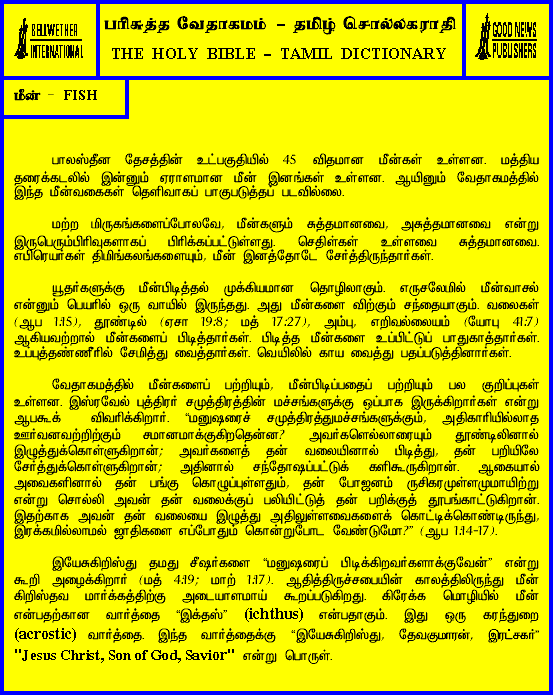 BELLWETHER
INTERNATIONAL
பரிசுத்த வேதாகமம் - தமிழ் சொல்லகராதி
THE HOLY BIBLE - TAMIL DICTIONARY
GOOD NEWS
PUBLISHERS
மீன் - FISH
பாலஸ்தீன தேசத்தின் உட்பகுதியில் 45 விதமான மீன்கள் உள்ளன. மத்திய
தரைக்கடலில் இன்னும் ஏராளமான மீன் இனங்கள் உள்ளன. ஆயினும் வேதாகமத்தில்
இந்த மீன்வகைகள் தெளிவாகப் பாகுபடுத்தப் படவில்லை.
மற்ற மிருகங்களைப்போலவே, மீன்களும் சுத்தமானவை, அசுத்தமானவை என்று
இருபெரும்பிரிவுகளாகப் பிரிக்கப்பட்டுள்ளது. செதிள்கள் உள்ளவை சுத்தமானவை.
எபிரெயர்கள் திமிங்கலங்களையும், மீன் இனத்தோடே சேர்த்திருந்தார்கள்.
யூதர்களுக்கு மீன்பிடித்தல் முக்கியமான தொழிலாகும். எருசலேமில் மீன்வாசல்
என்னும் பெயரில் ஒரு வாயில் இருந்தது. அது மீன்களை விற்கும் சந்தையாகும். வலைகள்
(ஆப 1:15), தூண்டில் (ஏசா 19:8; மத் 17:27), அம்பு, எறிவல்லையம் (யோபு 41:7)
ஆகியவற்றால் மீன்களைப் பிடித்தார்கள். பிடித்த மீன்களை உப்பிட்டுப் பாதுகாத்தார்கள்.
உப்புத்தண்ணீரில் சேமித்து வைத்தார்கள். வெயிலில் காய வைத்து பதப்படுத்தினார்கள்.
வேதாகமத்தில் மீன்களைப் பற்றியும், மீன்பிடிப்பதைப் பற்றியும் பல குறிப்புகள்
உள்ளன. இஸ்ரவேல் புத்திரர் சமுத்திரத்தின் மச்சங்களுக்கு ஒப்பாக இருக்கிறார்கள் என்று
ஆபகூக் விவரிக்கிறார். "மனுஷரைச் சமுத்திரத்துமச்சங்களுக்கும், அதிகாரியில்லாத
ஊர்வனவற்றிற்கும் சமானமாக்குகிறதென்ன? அவர்களெல்லாரையும் தூண்டிலினால்
இழுத்துக்கொள்ளுகிறான்; அவர்களைத் தன் வலையினால் பிடித்து, தன் பறியிலே
சேர்த்துக்கொள்ளுகிறான்; அதினால் சந்தோஷப்பட்டுக் களிகூருகிறான். ஆகையால்
அவைகளினால் தன் பங்கு கொழுப்புள்ளதும், தன் போஜனம் ருசிகரமுள்ளமுமாயிற்று
என்று சொல்லி அவன் தன் வலைக்குப் பலியிட்டுத் தன் பறிக்குத் தூபங்காட்டுகிறான்.
இதற்காக அவன் தன் வலையை இழுத்து அதிலுள்ளவைகளைக் கொட்டிக்கொண்டிருந்து,
இரக்கமில்லாமல் ஜாதிகளை எப்போதும் கொன்றுபோட வேண்டுமோ?" (ஆப 1:14-17).
இயேசுகிறிஸ்து தமது சீஷர்களை "மனுஷரைப் பிடிக்கிறவர்களாக்குவேன்" என்று
கூறி அழைக்கிறார் (மத் 4:19; மாற் 1:17). ஆதித்திருச்சபையின் காலத்திலிருந்து மீன்
கிறிஸ்தவ மார்க்கத்திற்கு அடையாளமாய் கூறப்படுகிறது. கிரேக்க மொழியில் மீன்
என்பதற்கான வார்த்தை "இக்தஸ்" (ichthus) என்பதாகும். இது ஒரு கரந்துறை
(acrostic) வார்த்தை. இந்த வார்த்தைக்கு "இயேசுகிறிஸ்து, தேவகுமாரன், இரட்சகர்"
"Jesus Christ, Son of God, Savior" என்று பொருள்.